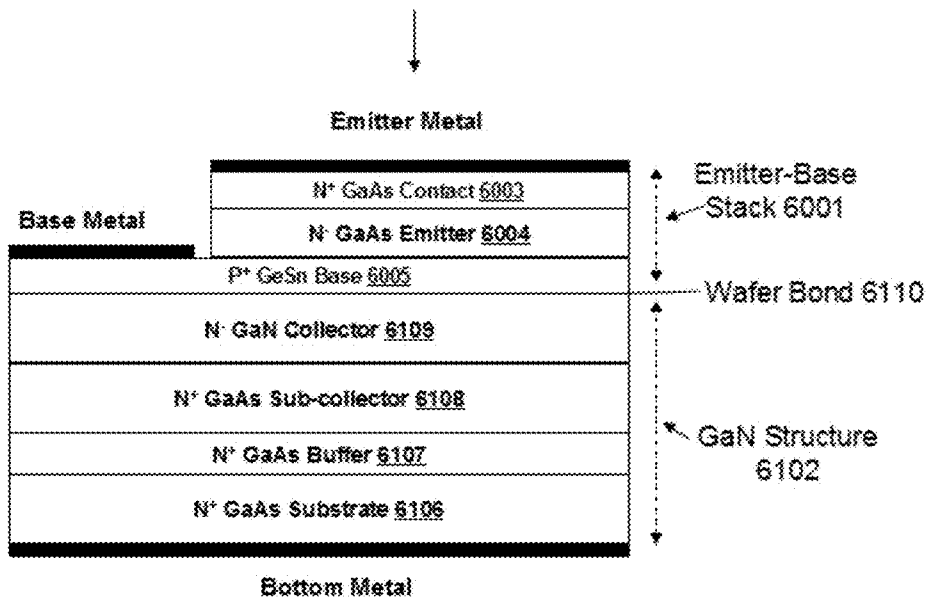 Emitter Metal
N⁺ GaAs Contact 6003
Emitter-Base
Stack 6001
Base Metal
N⁻ GaAs Emitter 6004
P⁺ GeSn Base 6005
Wafer Bond 6110
N⁻ GaN Collector 6109
N⁺ GaAs Sub-collector 6108
N⁺ GaAs Buffer 6107
GaN Structure
6102
N⁺ GaAs Substrate 6106
Bottom Metal